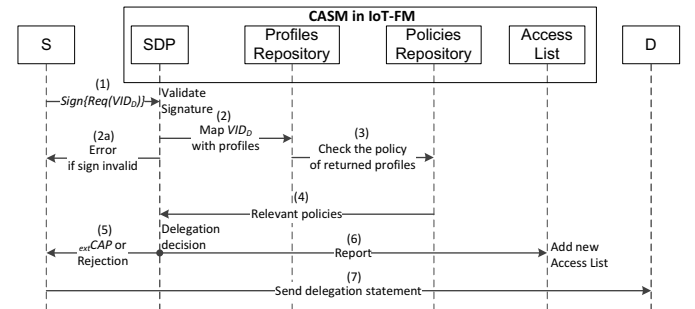 CASM in IoT-FM
S
SDP
Profiles
Repository
Policies
Repository
Access
List
D
(1)
Sign{Req(VID_D)}
Validate
Signature
(2)
Map VID_D
with profiles
(2a)
Error
if sign invalid
(3)
Check the policy
of returned profiles
(4)
Relevant policies
(5)
extCAP or
Rejection
Delegation
decision
(6)
Report
Add new
Access List
(7)
Send delegation statement